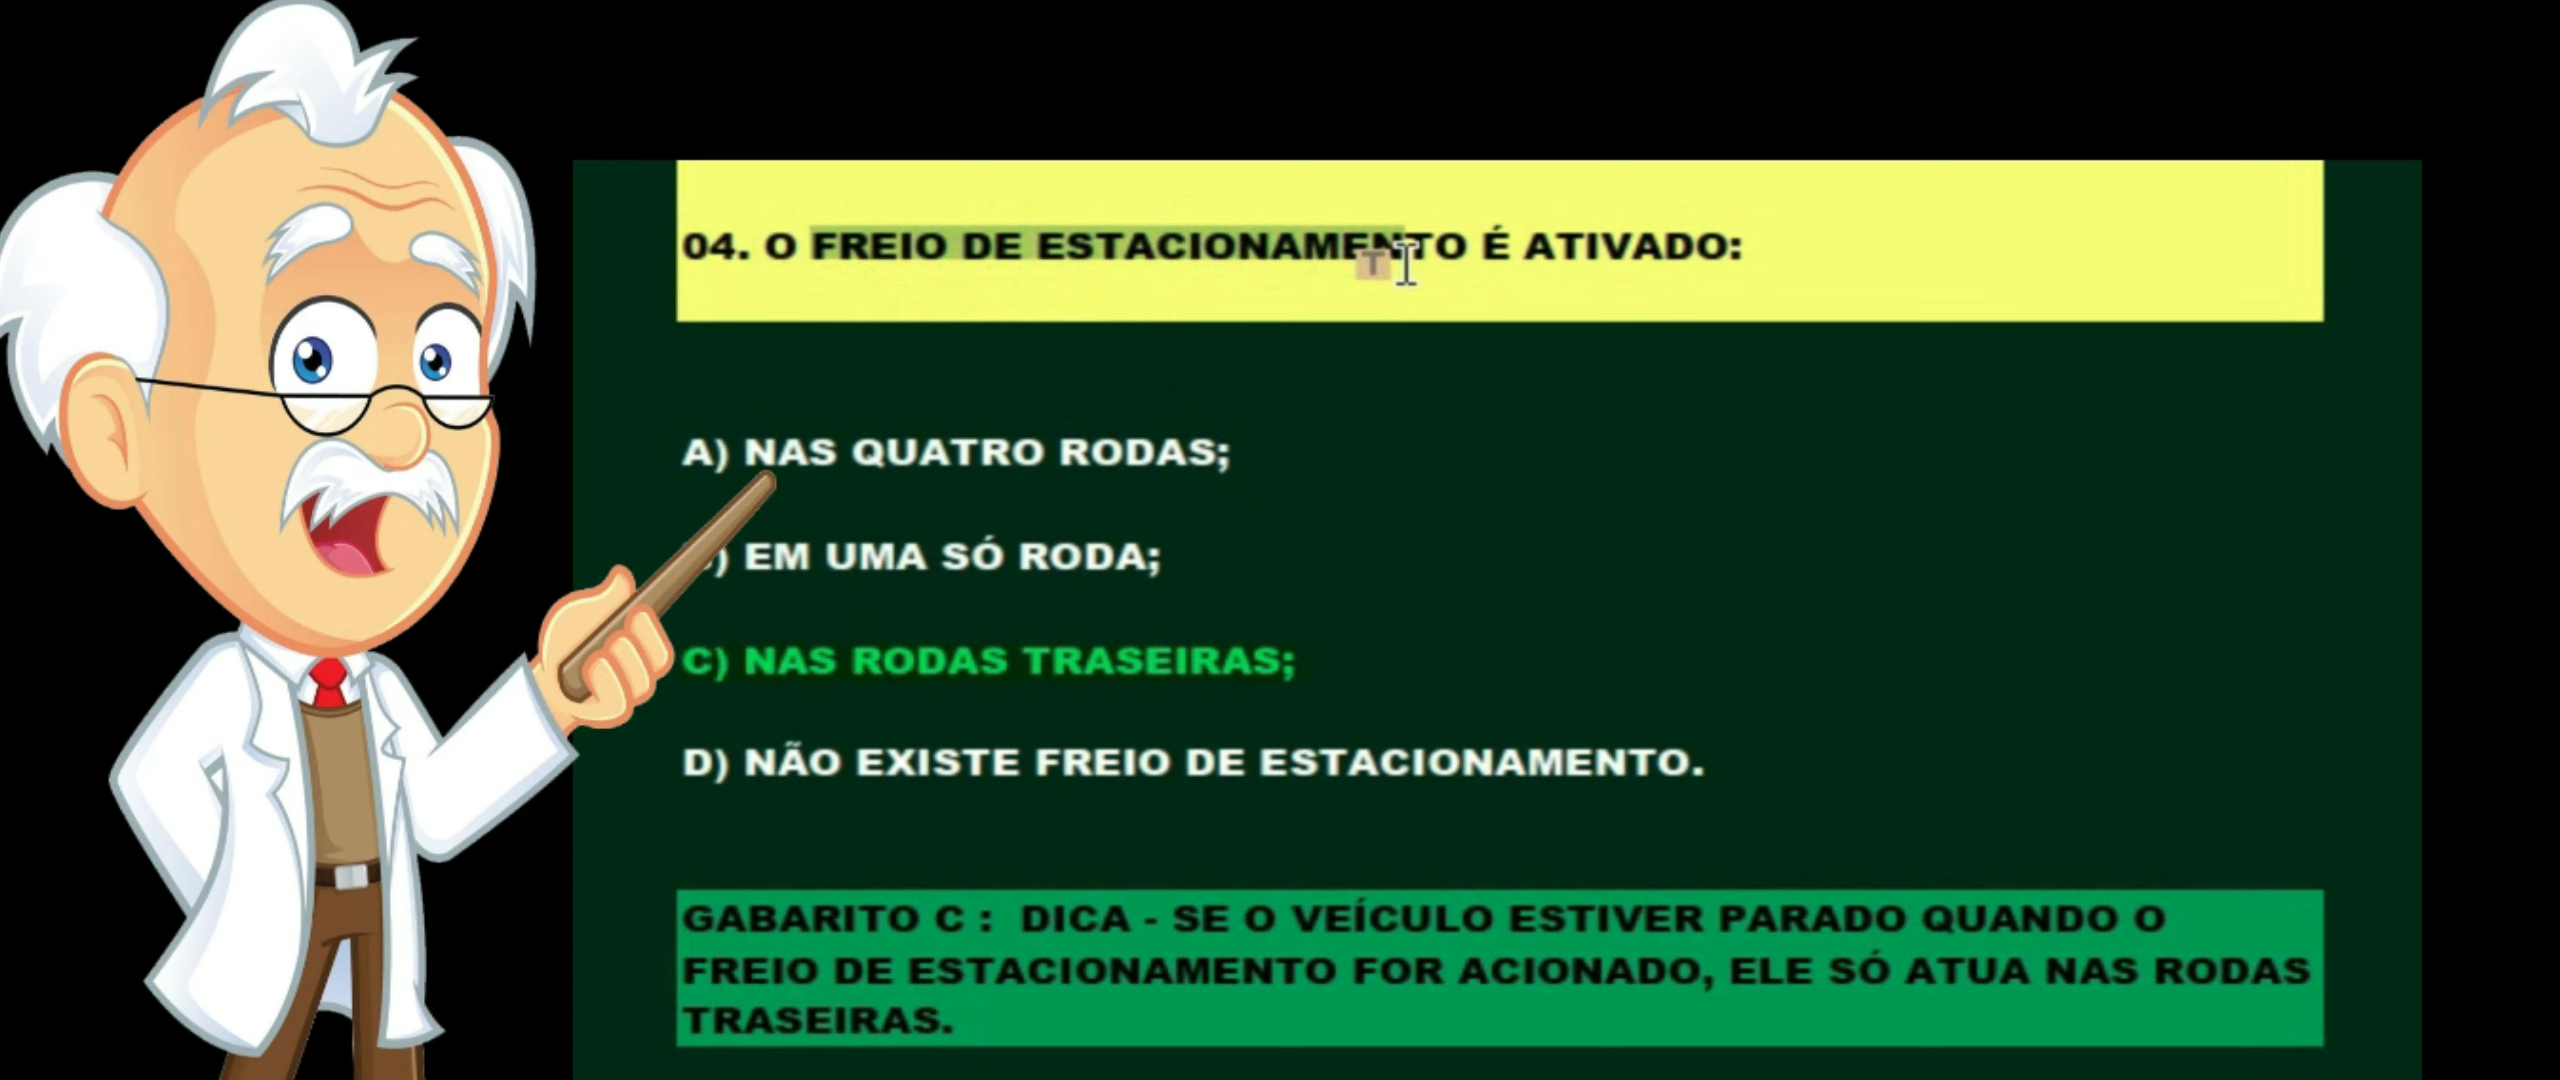 04. O FREIO DE ESTACIONAMENTO É ATIVADO:
A) NAS QUATRO RODAS;
) EM UMA SÓ RODA;
C) NAS RODAS TRASEIRAS;
D) NÃO EXISTE FREIO DE ESTACIONAMENTO.
GABARITO C : DICA - SE O VEÍCULO ESTIVER PARADO QUANDO O
FREIO DE ESTACIONAMENTO FOR ACIONADO, ELE SÓ ATUA NAS RODAS
TRASEIRAS.